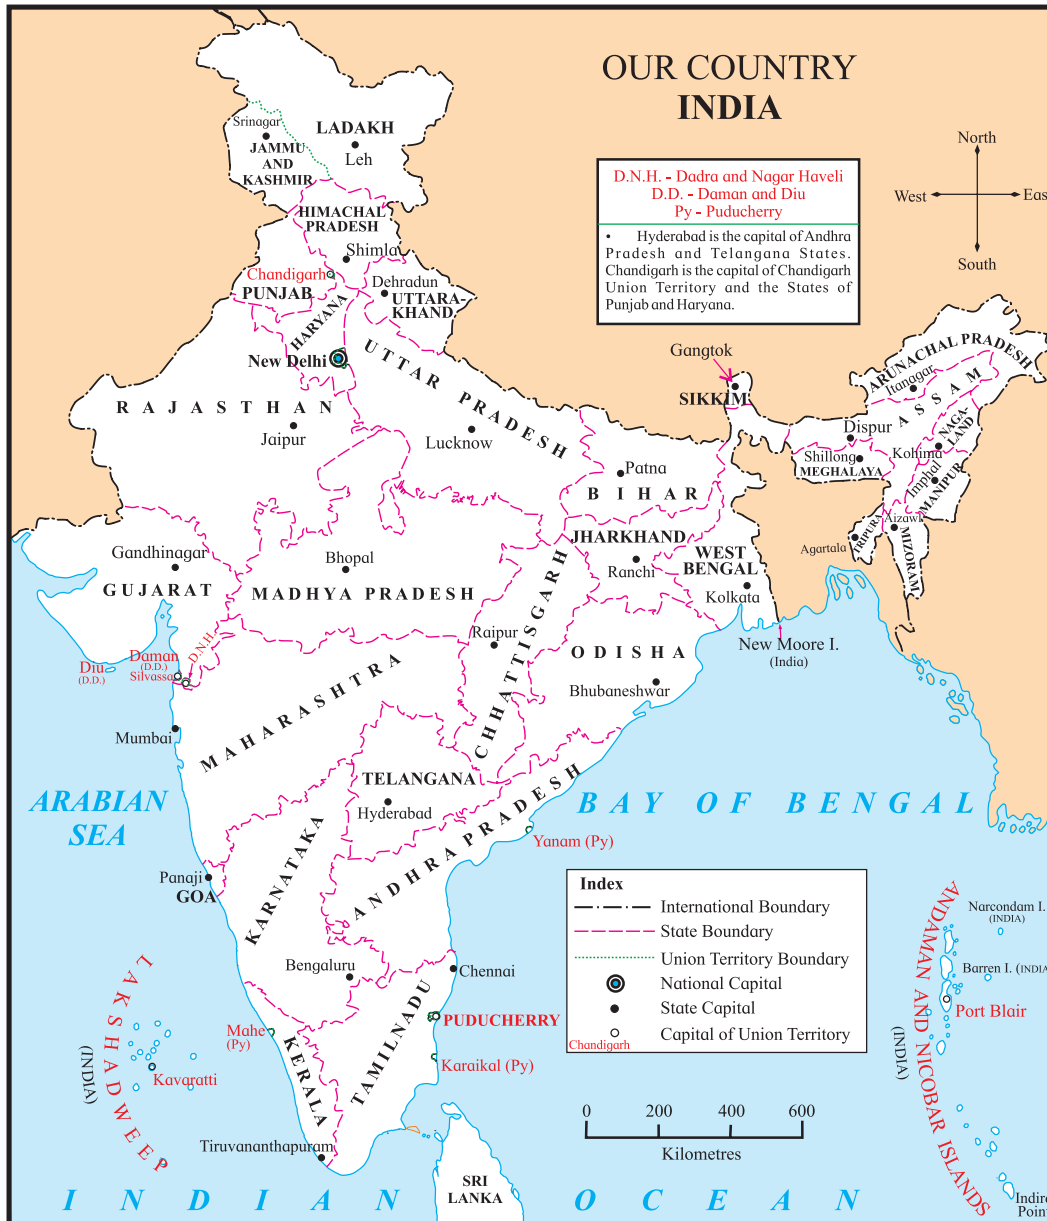 OUR COUNTRY
INDIA
D.N.H. - Dadra and Nagar Haveli
D.D. - Daman and Diu
Py - Puducherry
• Hyderabad is the capital of Andhra
Pradesh and Telangana States.
Chandigarh is the capital of Chandigarh
Union Territory and the States of
Punjab and Haryana.
North
West
East
South
Srinagar
LADAKH
Leh
JAMMU
AND
KASHMIR
HIMACHAL
PRADESH
Shimla
Chandigarh
PUNJAB
Dehradun
UTTARA-
KHAND
HARYANA
New Delhi
UTTAR PRADESH
Lucknow
RAJASTHAN
Jaipur
Gangtok
SIKKIM
ARUNACHAL PRADESH
Itanagar
ASSAM
Dispur
NAGA-
LAND
Kohima
Shillong
MEGHALAYA
Imphal
MANIPUR
Aizawl
MIZORAM
TRIPURA
Agartala
Patna
BIHAR
JHARKHAND
Ranchi
WEST
BENGAL
Kolkata
New Moore I.
(India)
Gandhinagar
GUJARAT
Bhopal
MADHYA PRADESH
Raipur
CHHATTISGARH
ODISHA
Bhubaneshwar
Diu
(D.D.)
Daman
(D.D.)
Silvassa
D.N.H.
Mumbai
MAHARASHTRA
TELANGANA
Hyderabad
ANDHRA PRADESH
Yanam (Py)
ARABIAN
SEA
BAY OF BENGAL
Panaji
GOA
KARNATAKA
Bengaluru
Chennai
PUDUCHERRY
TAMILNADU
Karaikal (Py)
Mahe
(Py)
KERALA
Tiruvananthapuram
LAKSHADWEEP
(INDIA)
Kavaratti
Index
International Boundary
State Boundary
Union Territory Boundary
National Capital
State Capital
Chandigarh
Capital of Union Territory
0 200 400 600
Kilometres
ANDAMAN AND NICOBAR ISLANDS
(INDIA)
Narcondam I.
(INDIA)
Barren I. (INDIA
Port Blair
Indira
Point
SRI
LANKA
INDIAN OCEAN